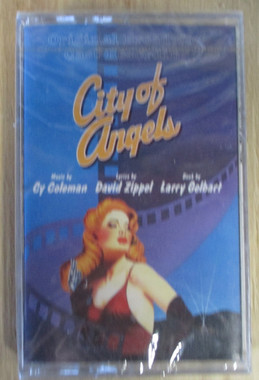 City of
Angels
Music by Lyrics by Book by
Cy Coleman David Zippel Larry Gelbart